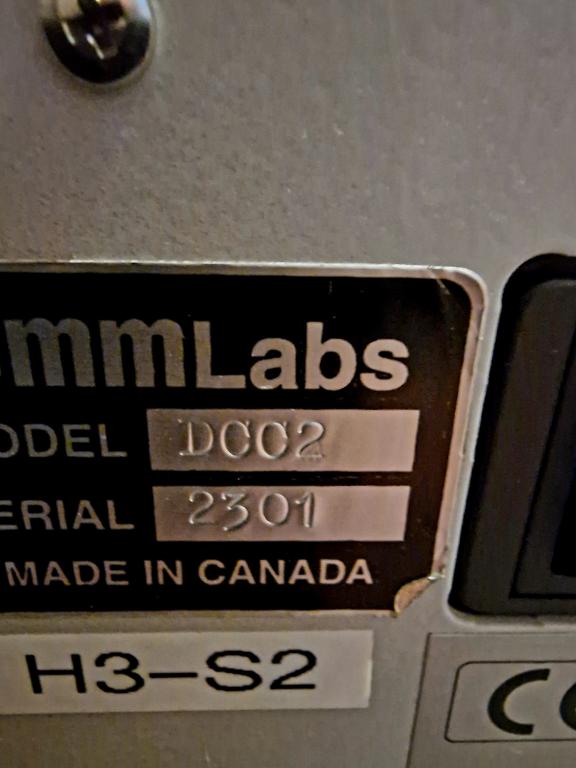 mmLabs
ODEL DCC2
ERIAL 2301
MADE IN CANADA
H3-S2
C